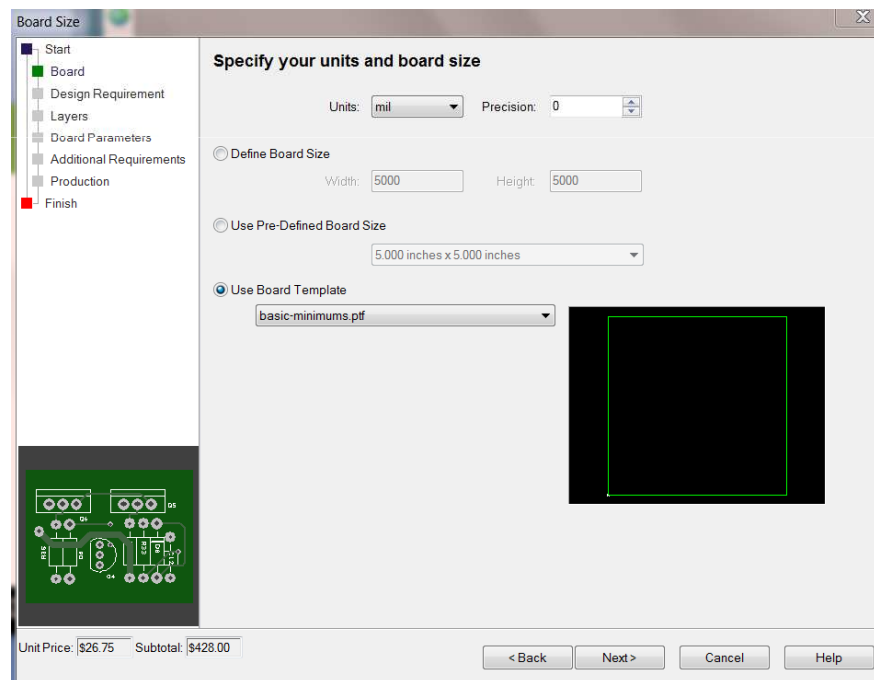 Board Size
Start
Board
Design Requirement
Layers
Board Parameters
Additional Requirements
Production
Finish
Specify your units and board size
Units: mil Precision: 0
Define Board Size
Width: 5000 Height: 5000
Use Pre-Defined Board Size
5.000 inches x 5.000 inches
Use Board Template
basic-minimums.ptf
Q5
Q4
Unit Price: $26.75 Subtotal: $428.00
< Back Next > Cancel Help